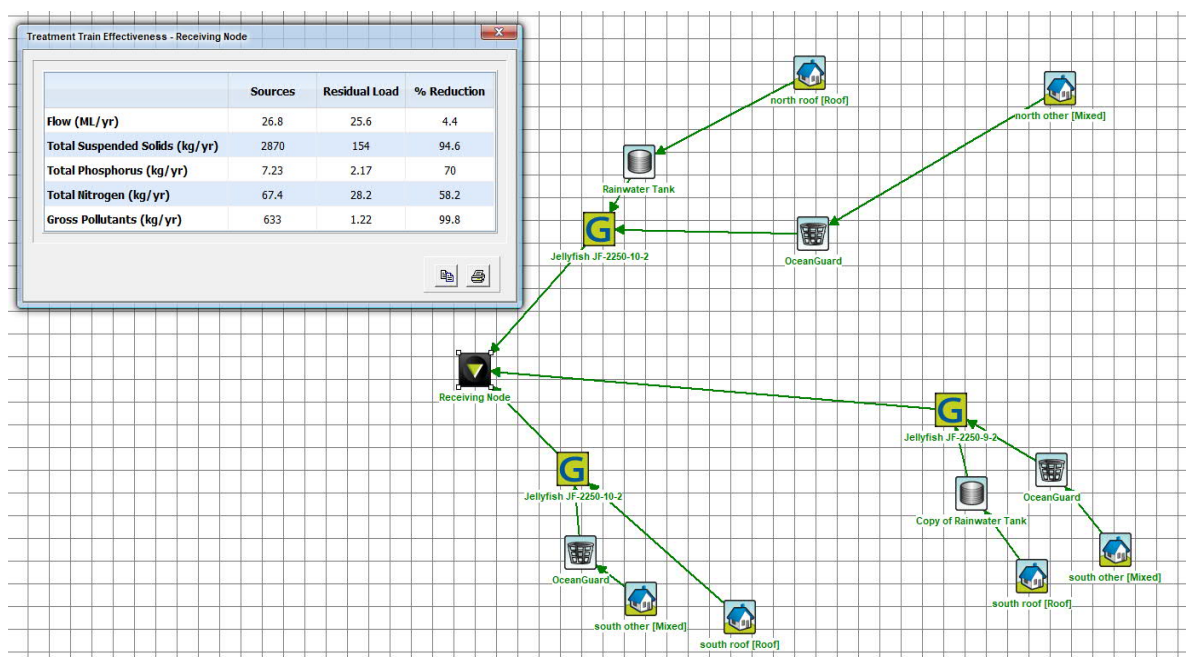 Treatment Train Effectiveness - Receiving Node
x
Sources Residual Load % Reduction
Flow (ML/yr) 26.8 25.6 4.4
Total Suspended Solids (kg/yr) 2870 154 94.6
Total Phosphorus (kg/yr) 7.23 2.17 70
Total Nitrogen (kg/yr) 67.4 28.2 58.2
Gross Pollutants (kg/yr) 633 1.22 99.8
north roof [Roof]
north other [Mixed]
Rainwater Tank
G
Jellyfish JF-2250-10-2
OceanGuard
Receiving Node
G
Jellyfish JF-2250-9-2
G
Jellyfish JF-2250-10-2
OceanGuard
Copy of Rainwater Tank
OceanGuard
south other [Mixed]
south roof [Roof]
south other [Mixed]
south roof [Roof]